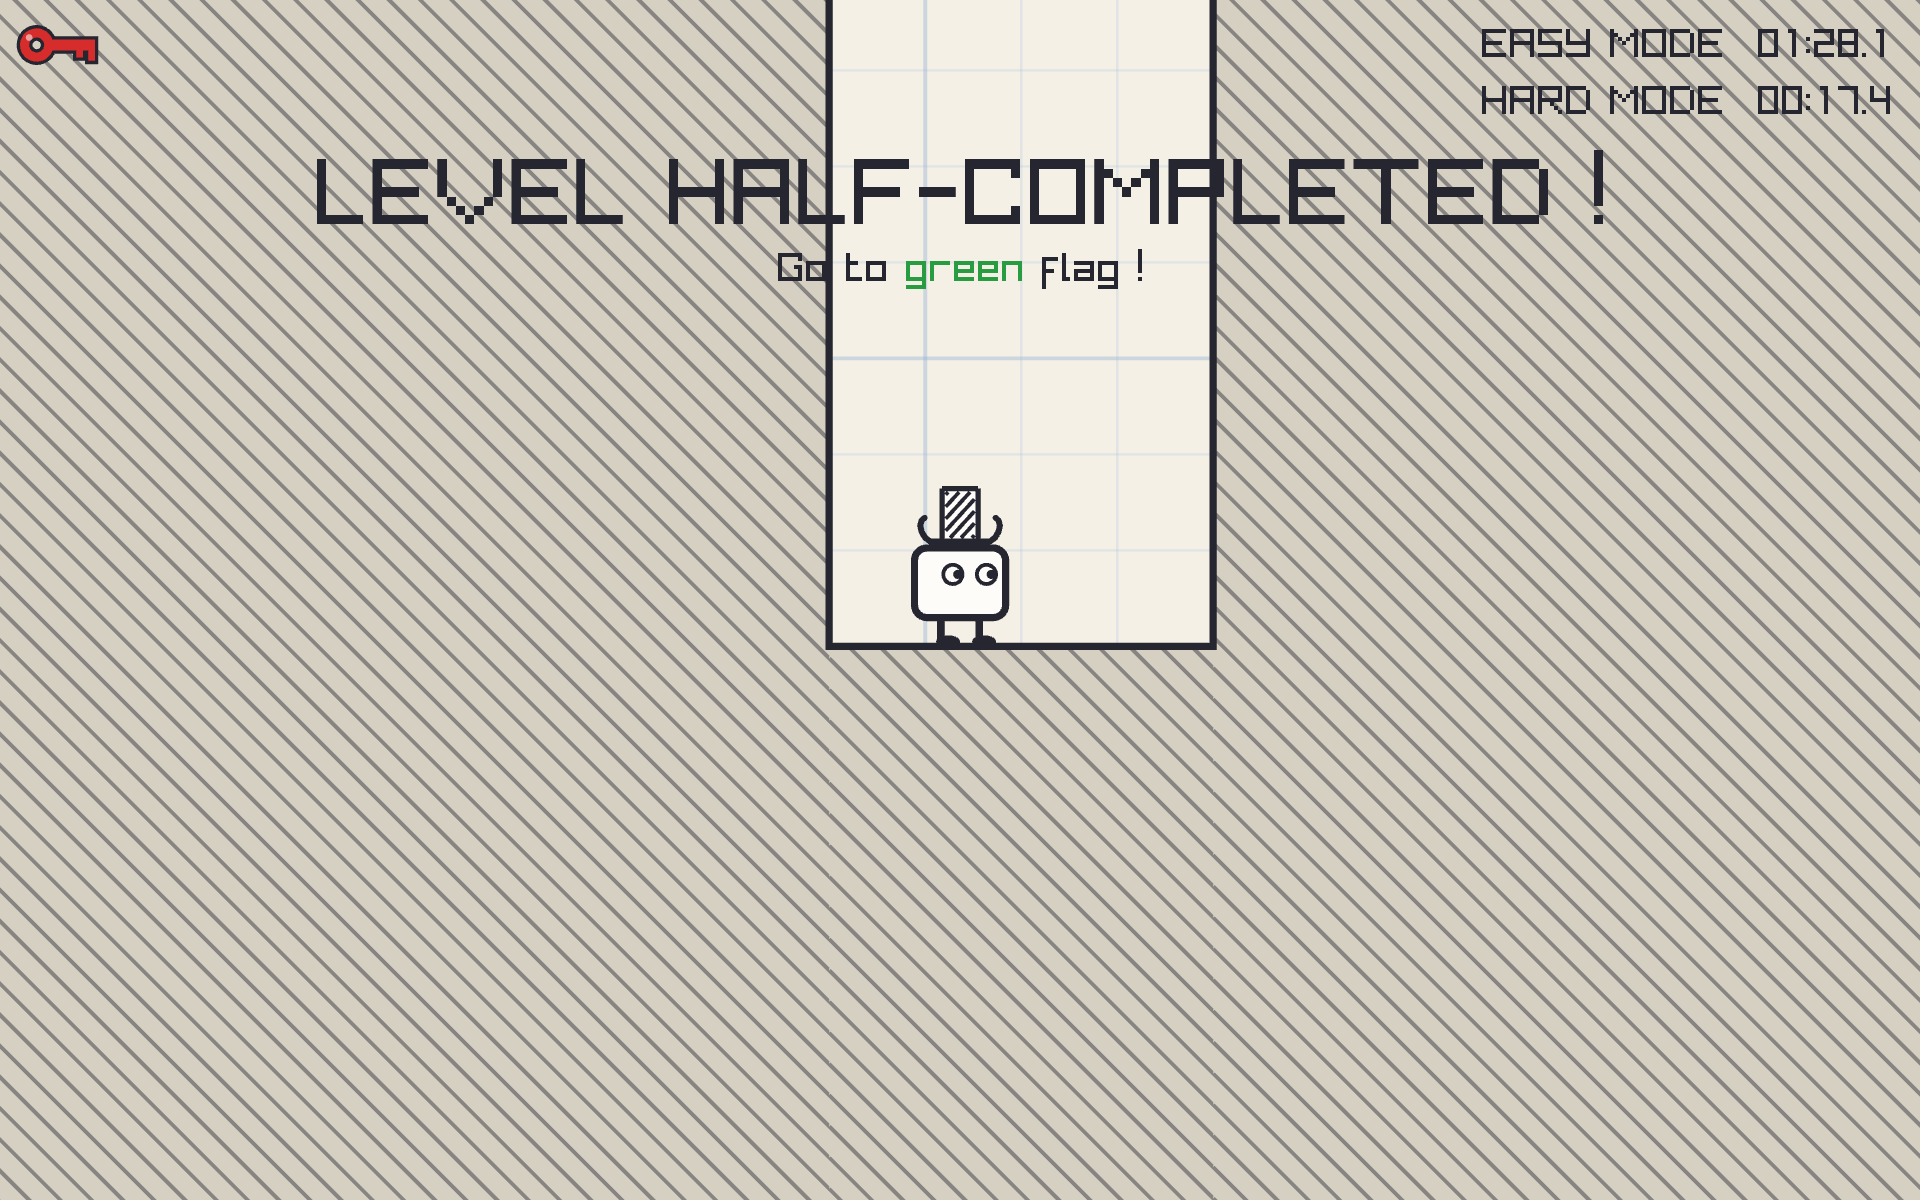 EASY MODE 01:28.1
HARD MODE 00:17.4
LEVEL HALF-COMPLETED !
Go to green flag !